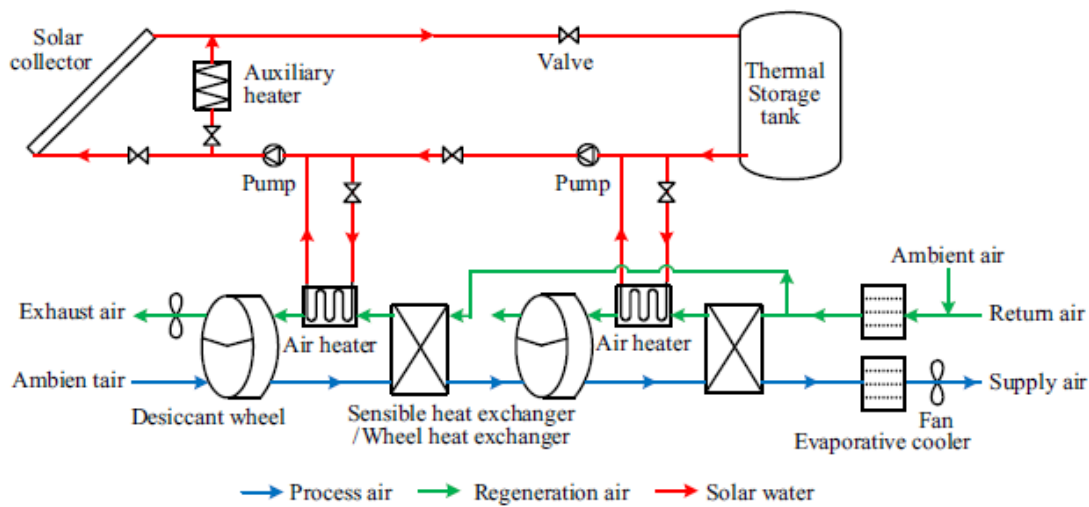 Solar
collector
Auxiliary
heater
Valve
Thermal
Storage
tank
Pump
Pump
Ambient air
Exhaust air
Air heater
Air heater
Return air
Ambien tair
Supply air
Desiccant wheel
Sensible heat exchanger
/Wheel heat exchanger
Fan
Evaporative cooler
Process air
Regeneration air
Solar water